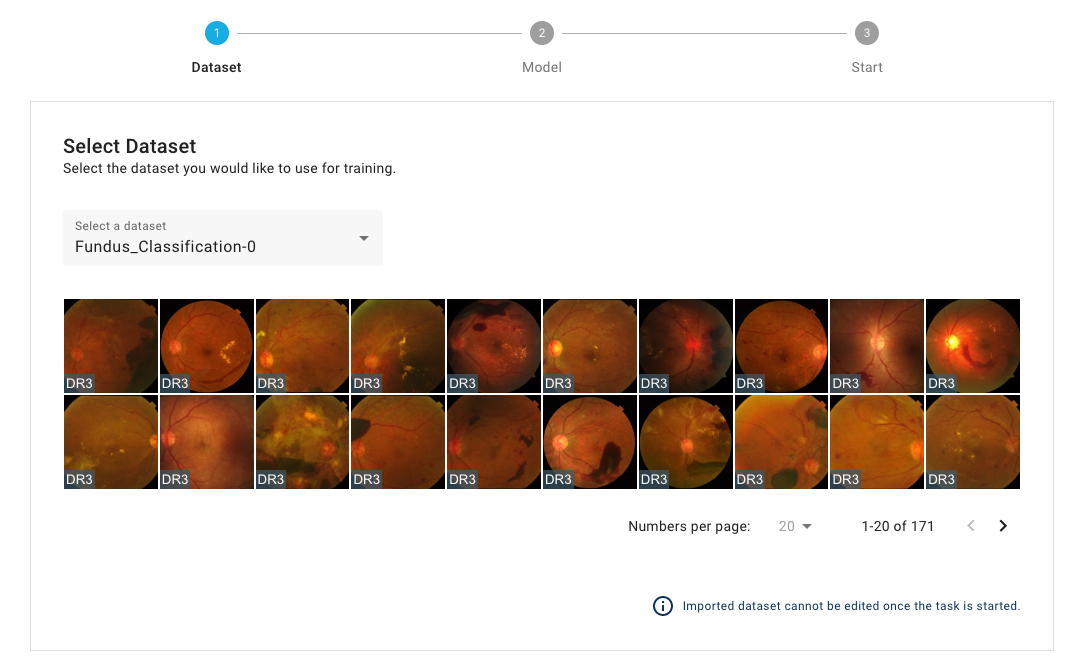 1 2 3
Dataset Model Start
Select Dataset
Select the dataset you would like to use for training.
Select a dataset
Fundus_Classification-0
DR3 DR3 DR3 DR3 DR3 DR3 DR3 DR3 DR3 DR3
DR3 DR3 DR3 DR3 DR3 DR3 DR3 DR3 DR3 DR3
Numbers per page: 20 1-20 of 171
Imported dataset cannot be edited once the task is started.